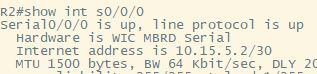 R2#show int s0/0/0
Serial0/0/0 is up, line protocol is up
Hardware is WIC MBRD Serial
Internet address is 10.15.5.2/30
MTU 1500 bytes, BW 64 Kbit/sec, DLY 20